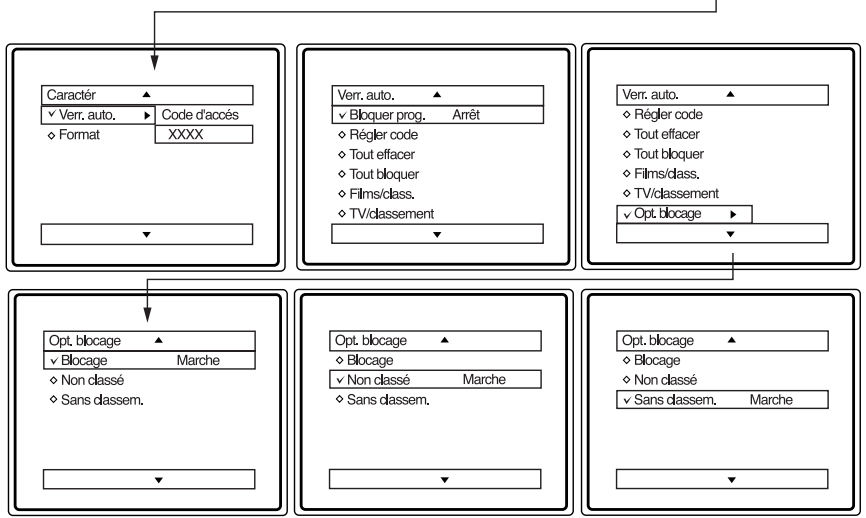 Caractér ▲
✓ Verr. auto. ▶ Code d'accés
◇ Format XXXX
▼
Verr. auto. ▲
✓ Bloquer prog. Arrêt
◇ Régler code
◇ Tout effacer
◇ Tout bloquer
◇ Films/class.
◇ TV/classement
▼
Verr. auto. ▲
◇ Régler code
◇ Tout effacer
◇ Tout bloquer
◇ Films/class.
◇ TV/classement
✓ Opt. blocage ▶
▼
Opt. blocage ▲
✓ Blocage Marche
◇ Non classé
◇ Sans classem.
▼
Opt. blocage ▲
◇ Blocage
✓ Non classé Marche
◇ Sans classem.
▼
Opt. blocage ▲
◇ Blocage
◇ Non classé
✓ Sans classem. Marche
▼